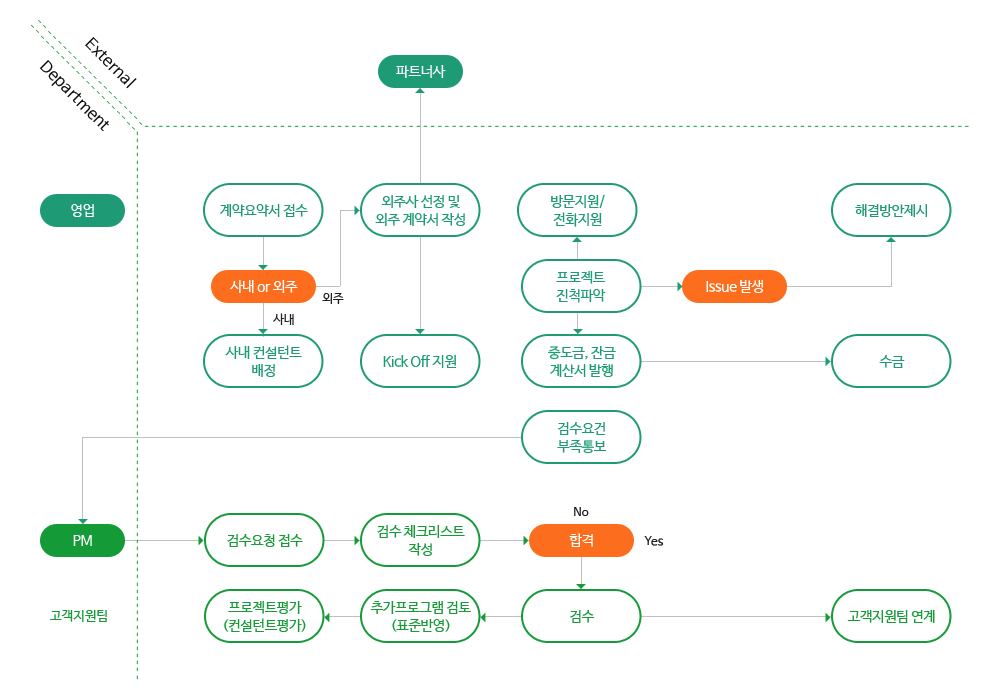 External
Department
파트너사
영업
계약요약서 접수
외주사 선정 및
외주 계약서 작성
방문지원/
전화지원
해결방안제시
사내 or 외주
외주
프로젝트
진척파악
Issue 발생
사내
사내 컨설턴트
배정
Kick Off 지원
중도금, 잔금
계산서 발행
수금
검수요건
부족통보
No
PM
검수요청 접수
검수 체크리스트
작성
합격
Yes
고객지원팀
프로젝트평가
(컨설턴트평가)
추가프로그램 검토
(표준반영)
검수
고객지원팀 연계